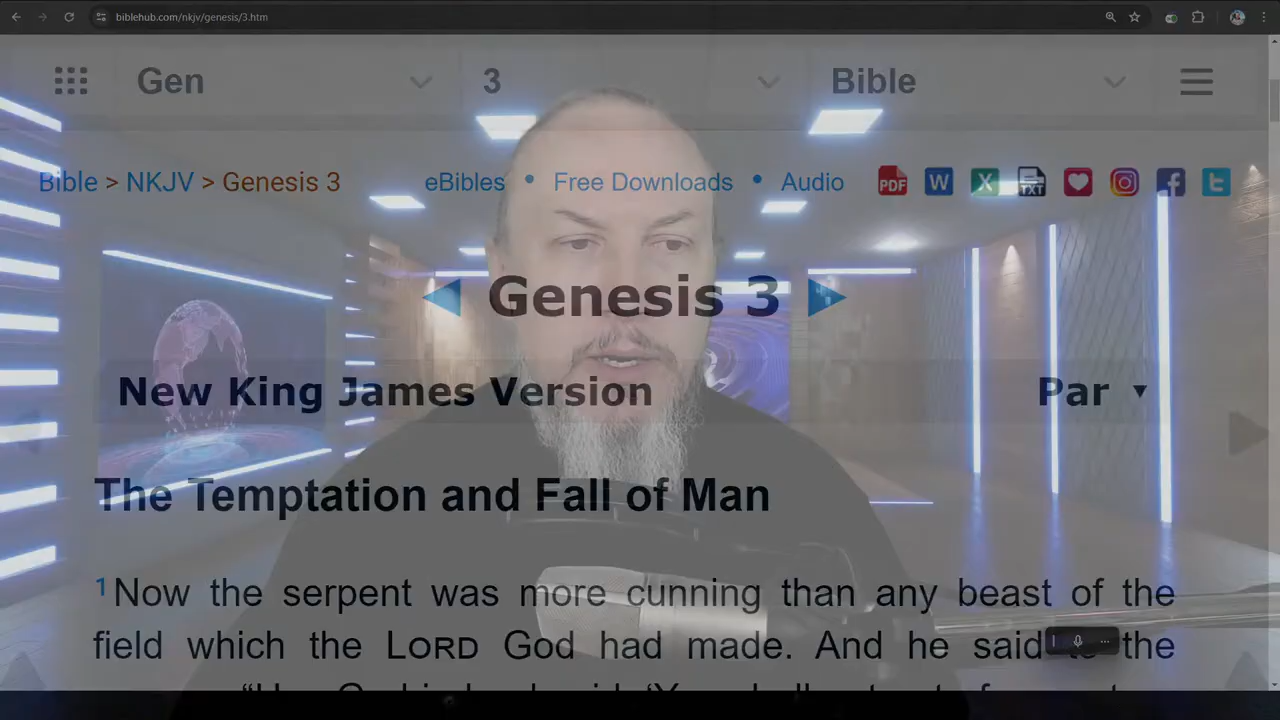 biblehub.com/nkjv/genesis/3.htm
Gen
3
Bible
Bible > NKJV > Genesis 3
eBibles • Free Downloads • Audio
PDF
W
X
TXT
Genesis 3
New King James Version
Par ▼
The Temptation and Fall of Man
1 Now the serpent was more cunning than any beast of the
field which the LORD God had made. And he said to the